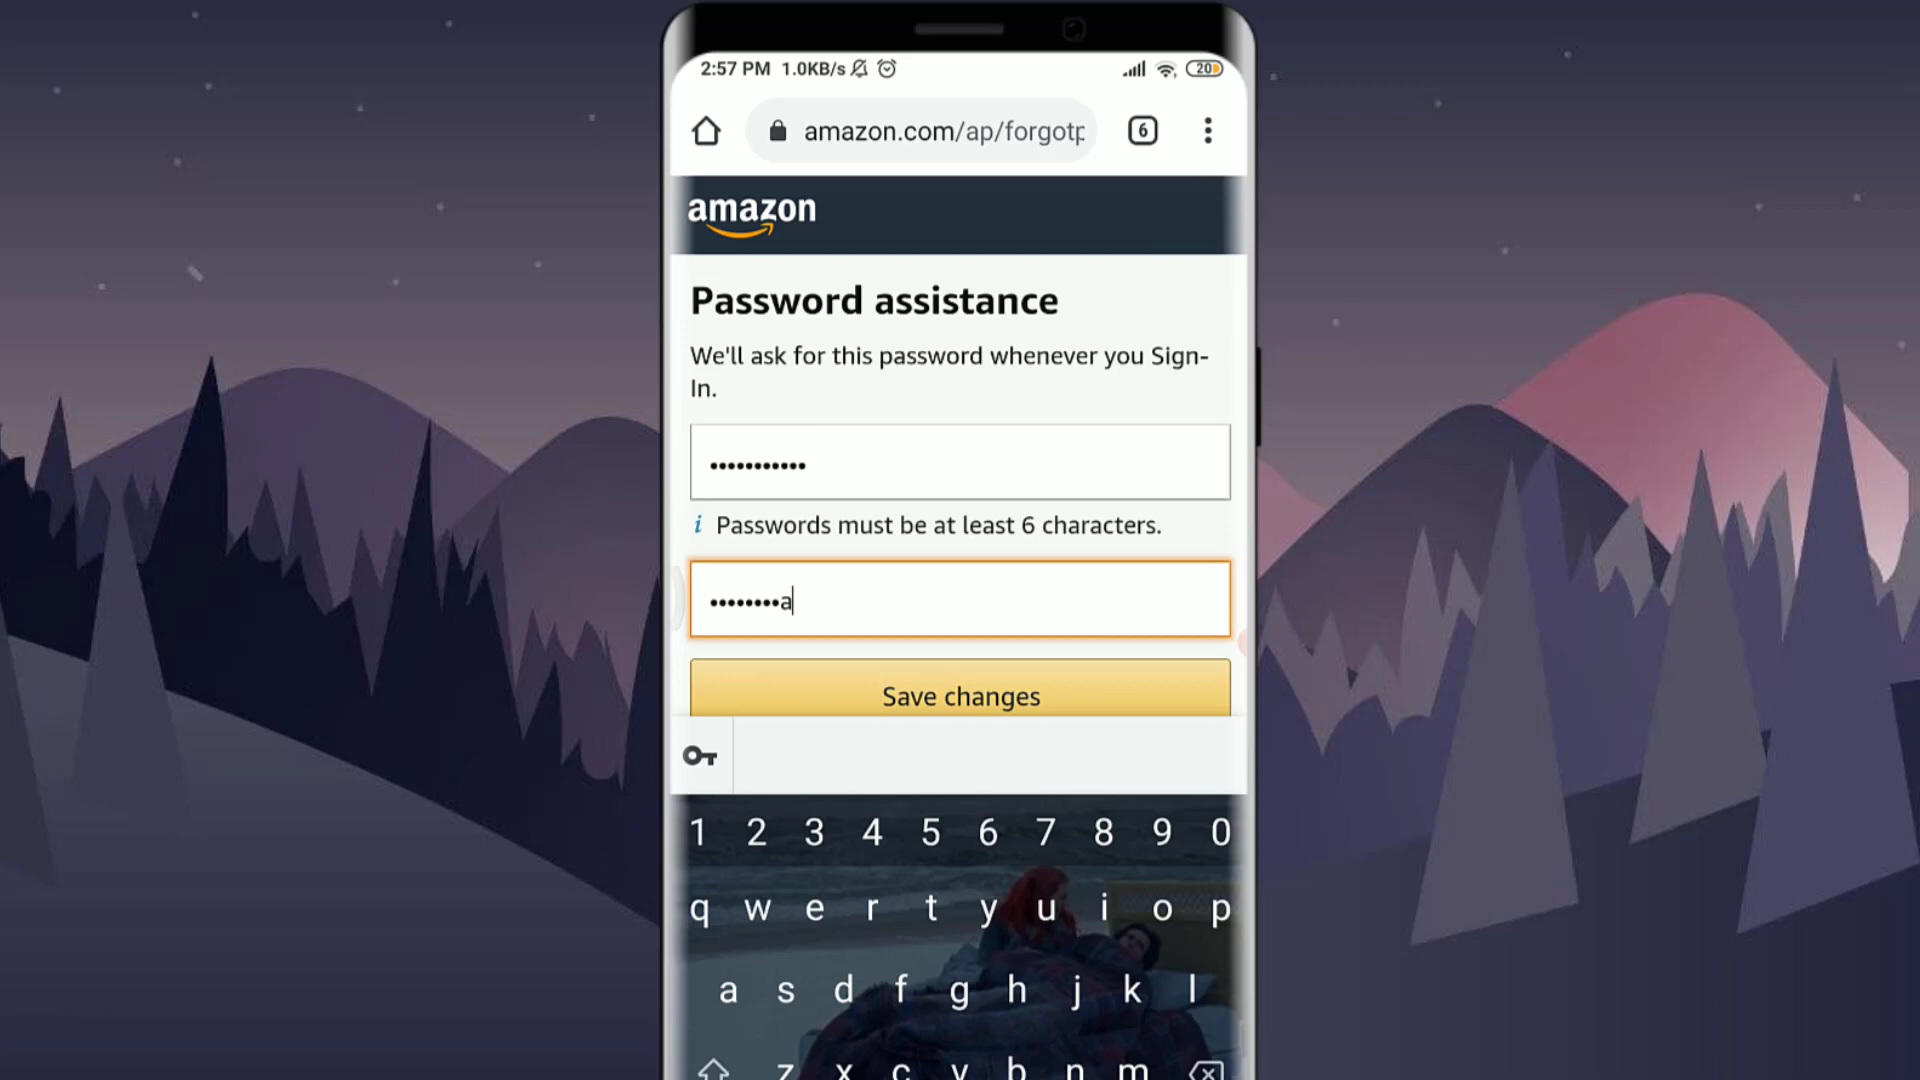 2:57 PM 1.0KB/s 20
amazon.com/ap/forgotp
6
amazon
Password assistance
We'll ask for this password whenever you Sign-
In.
•••••••••••
i Passwords must be at least 6 characters.
••••••••a
Save changes
1 2 3 4 5 6 7 8 9 0
q w e r t y u i o p
a s d f g h j k l
z x c v b n m